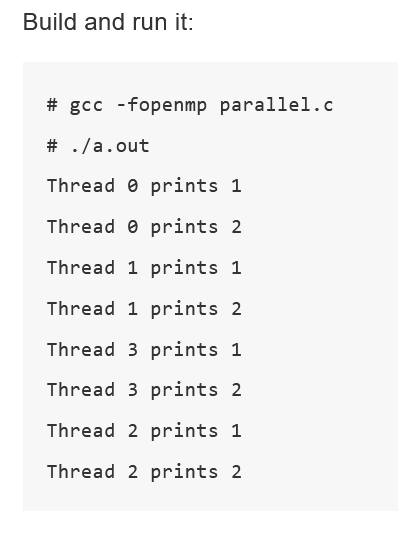 Build and run it:
# gcc -fopenmp parallel.c
# ./a.out
Thread 0 prints 1
Thread 0 prints 2
Thread 1 prints 1
Thread 1 prints 2
Thread 3 prints 1
Thread 3 prints 2
Thread 2 prints 1
Thread 2 prints 2